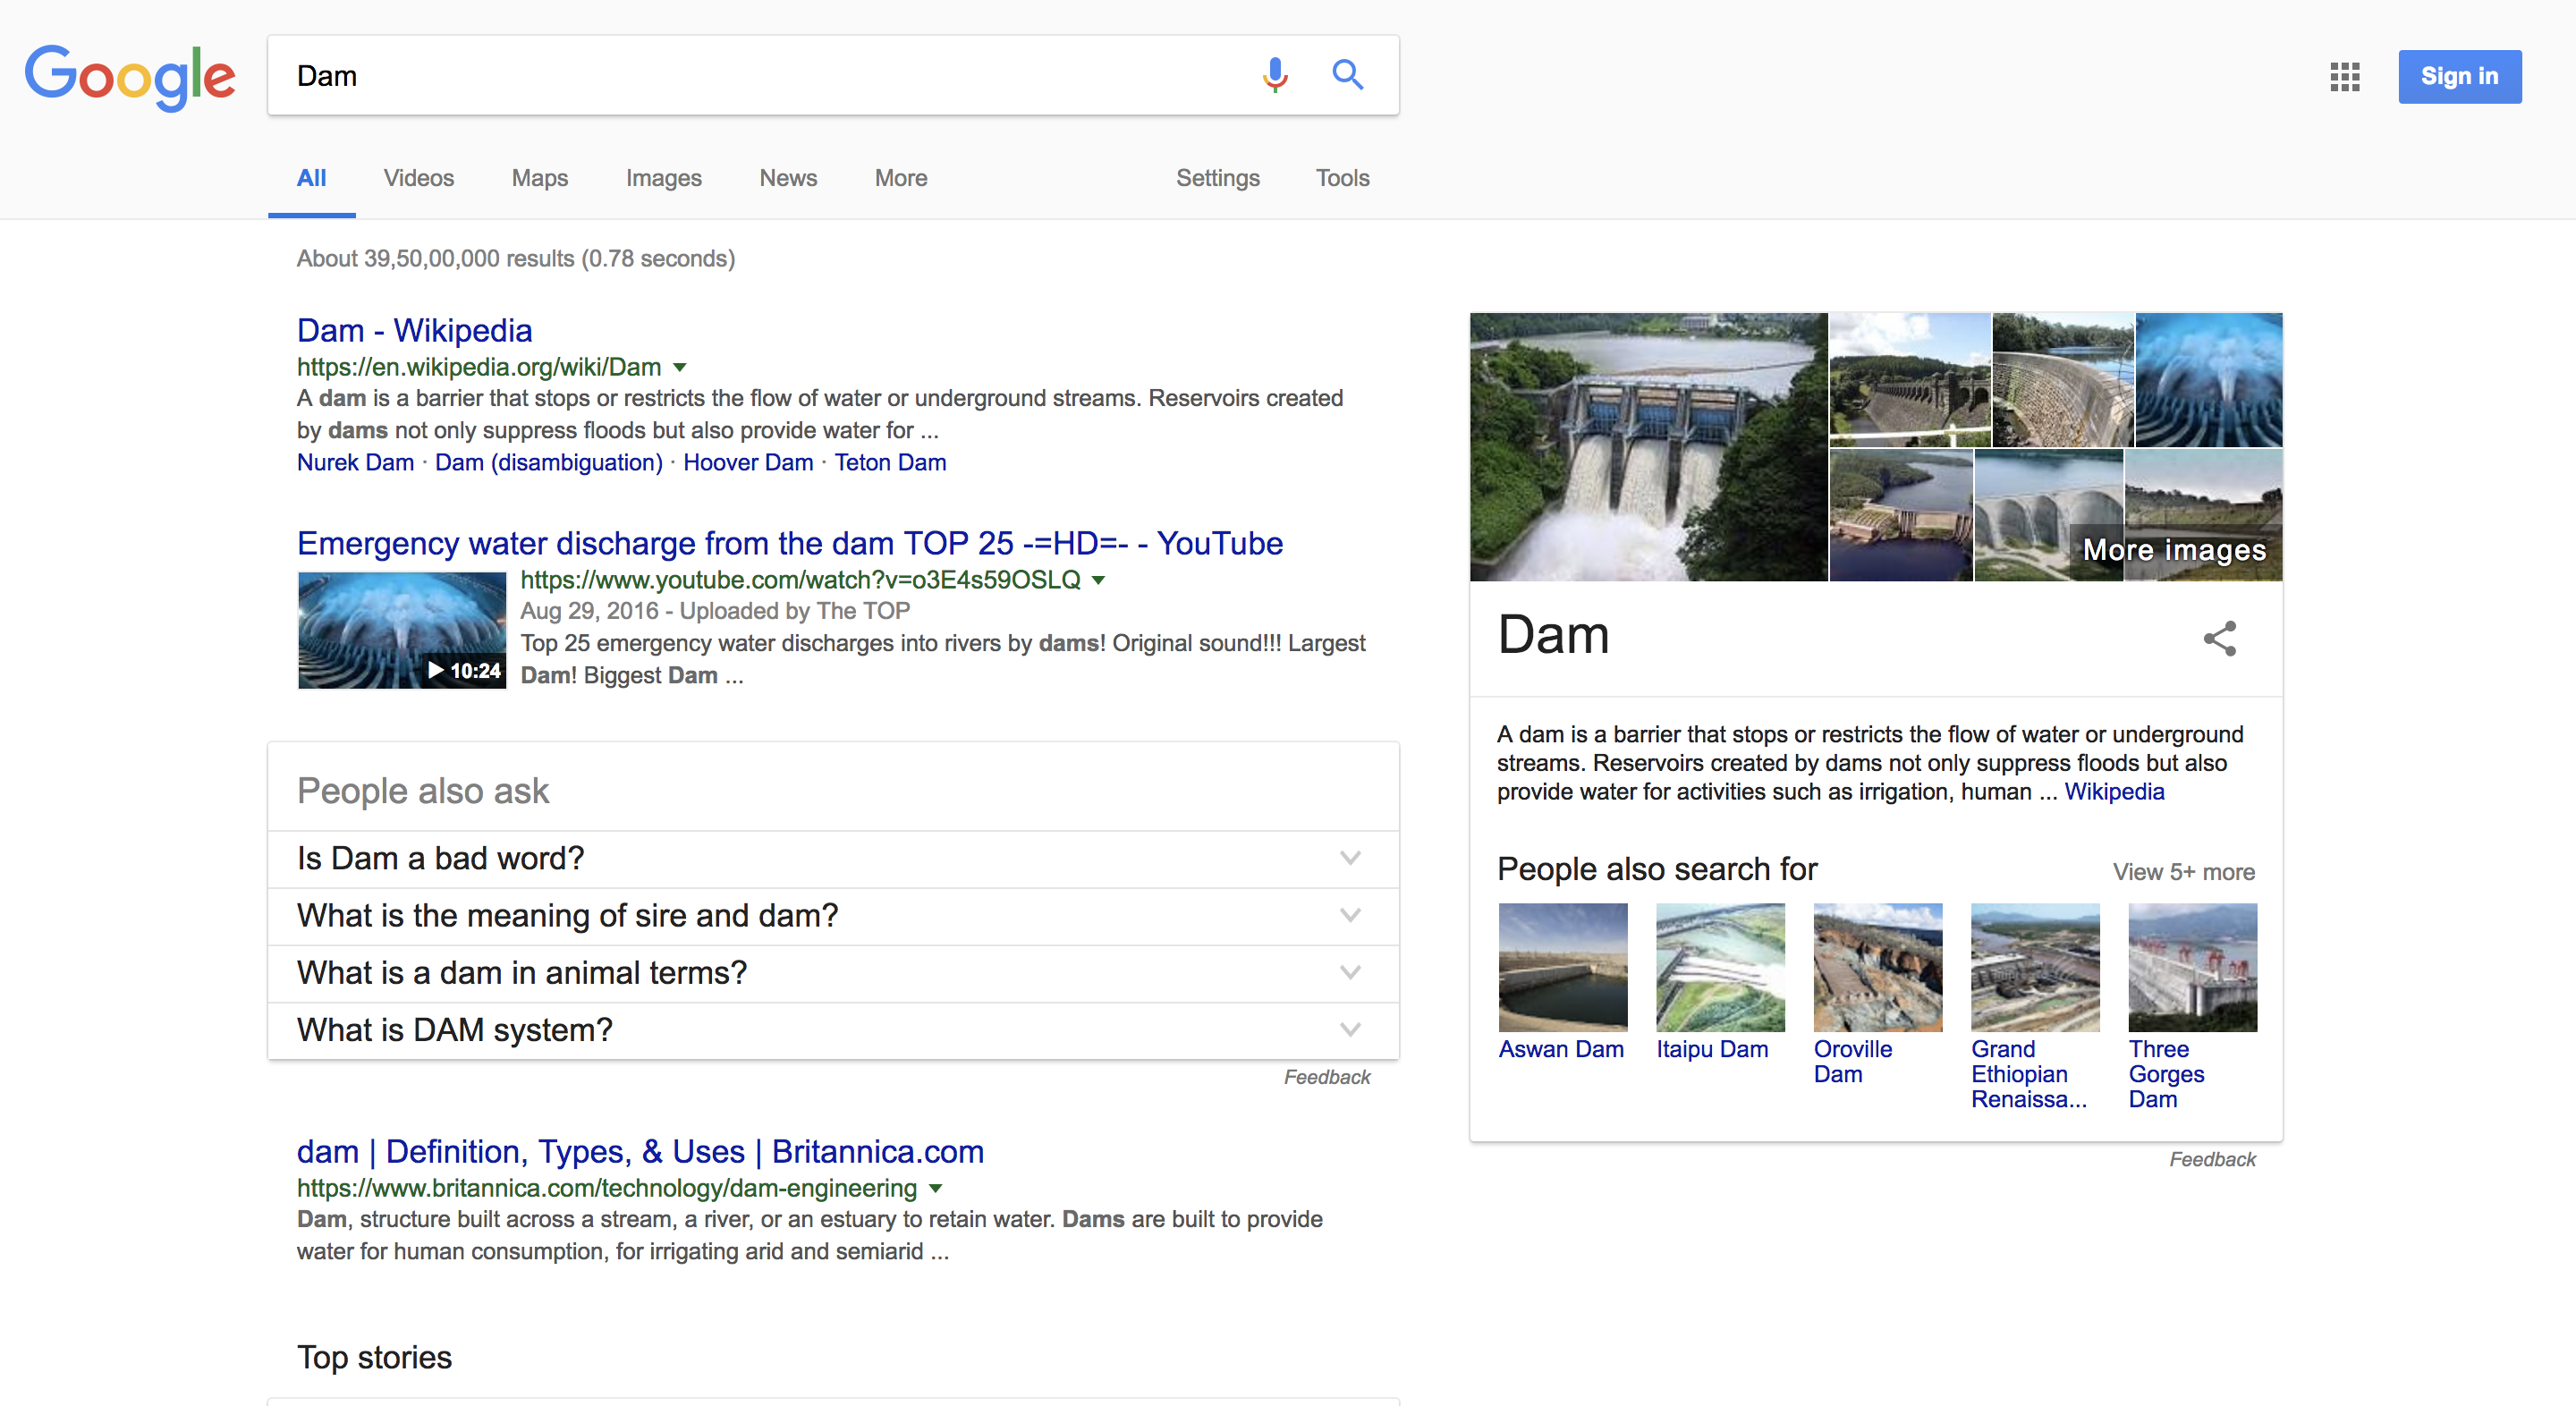 Google
Dam
Sign in
All Videos Maps Images News More Settings Tools
About 39,50,00,000 results (0.78 seconds)
Dam - Wikipedia
https://en.wikipedia.org/wiki/Dam
A dam is a barrier that stops or restricts the flow of water or underground streams. Reservoirs created
by dams not only suppress floods but also provide water for ...
Nurek Dam · Dam (disambiguation) · Hoover Dam · Teton Dam
Emergency water discharge from the dam TOP 25 -=HD=- - YouTube
https://www.youtube.com/watch?v=o3E4s59OSLQ
Aug 29, 2016 - Uploaded by The TOP
Top 25 emergency water discharges into rivers by dams! Original sound!!! Largest
Dam! Biggest Dam ...
10:24
People also ask
Is Dam a bad word?
What is the meaning of sire and dam?
What is a dam in animal terms?
What is DAM system?
Feedback
dam | Definition, Types, & Uses | Britannica.com
https://www.britannica.com/technology/dam-engineering
Dam, structure built across a stream, a river, or an estuary to retain water. Dams are built to provide
water for human consumption, for irrigating arid and semiarid ...
Top stories
More images
Dam
A dam is a barrier that stops or restricts the flow of water or underground
streams. Reservoirs created by dams not only suppress floods but also
provide water for activities such as irrigation, human ... Wikipedia
People also search for
View 5+ more
Aswan Dam
Itaipu Dam
Oroville
Dam
Grand
Ethiopian
Renaissa...
Three
Gorges
Dam
Feedback